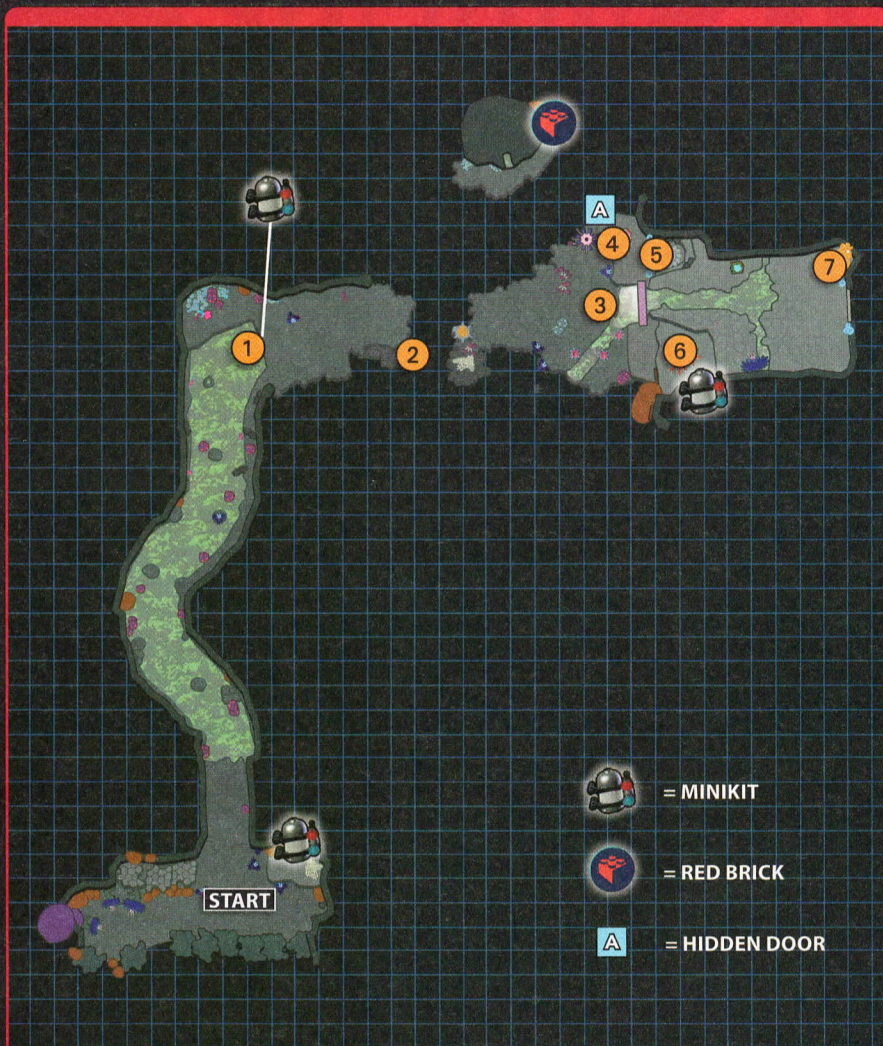 A
4
5
7
3
1
2
6
= MINIKIT
= RED BRICK
START
A = HIDDEN DOOR